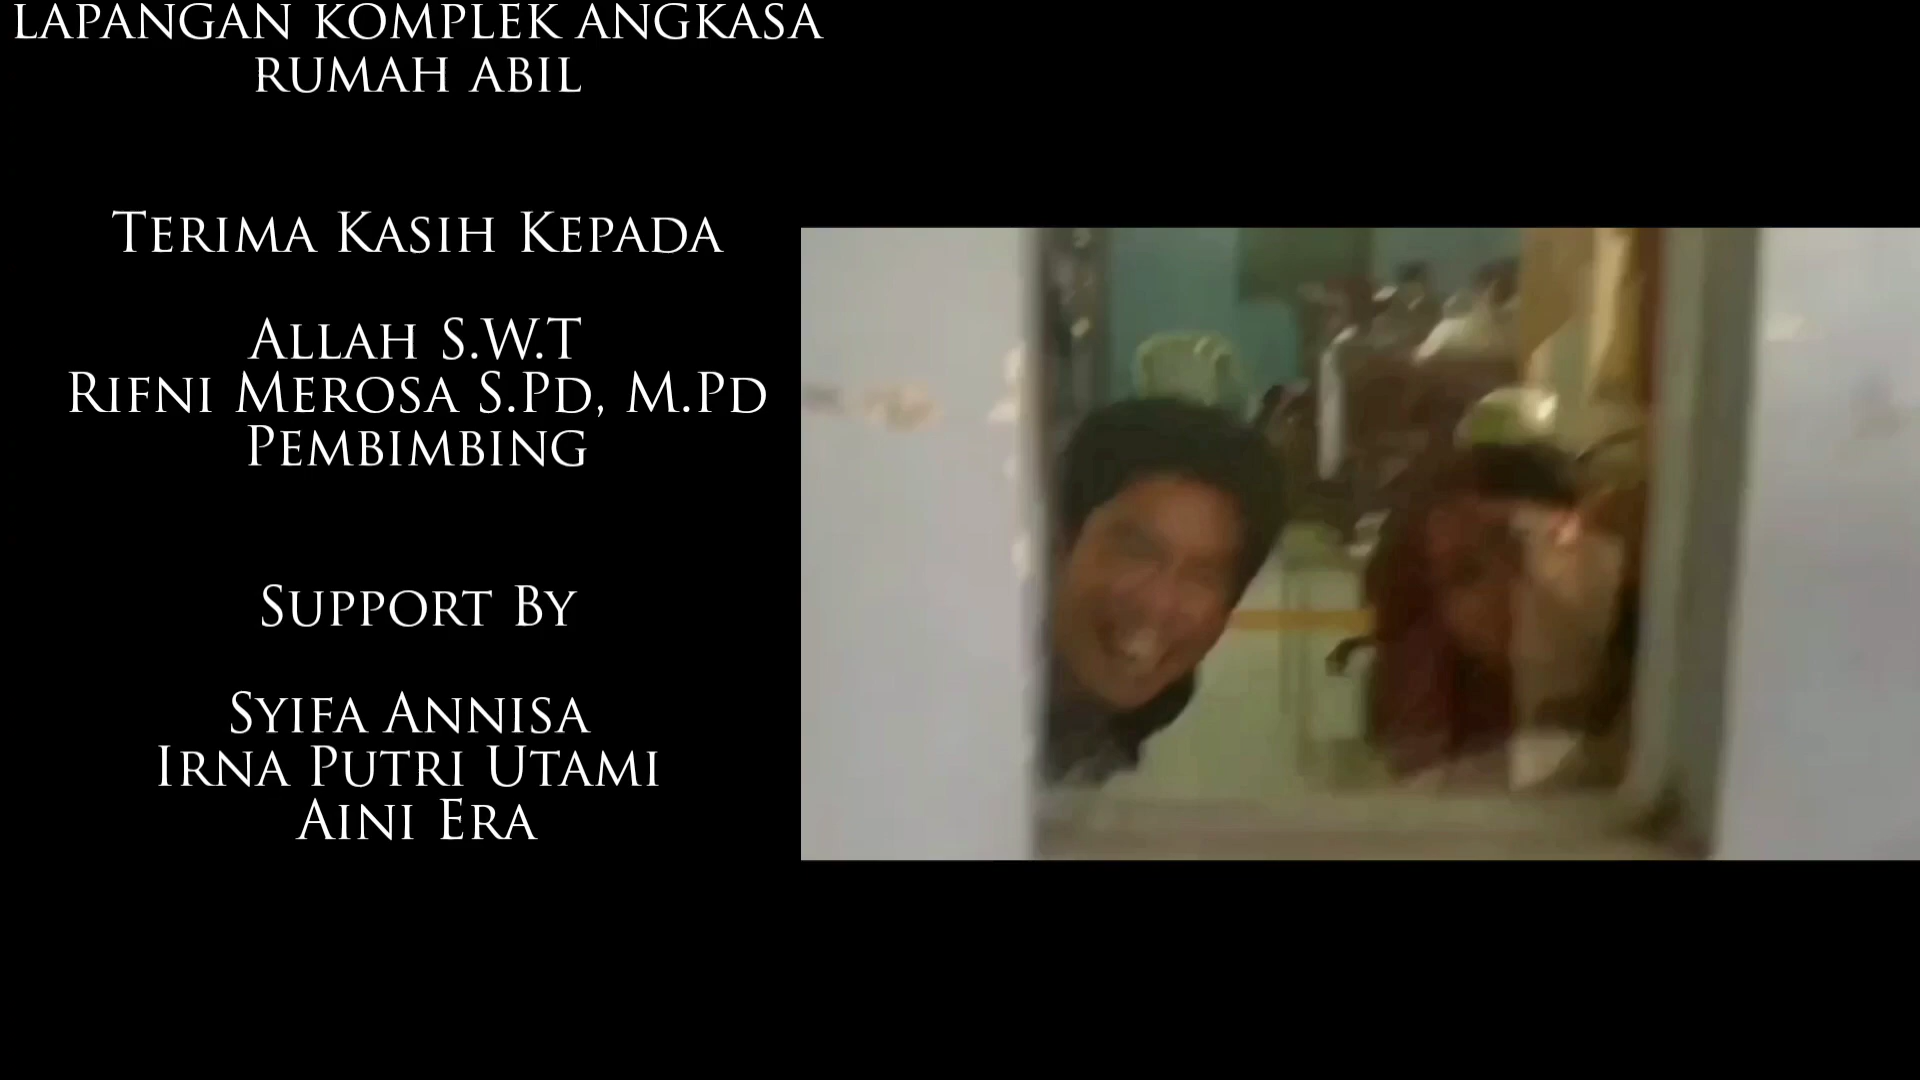 LAPANGAN KOMPLEK ANGKASA
RUMAH ABIL
TERIMA KASIH KEPADA
ALLAH S.W.T
RIFNI MEROSA S.PD, M.PD
PEMBIMBING
SUPPORT BY
SYIFA ANNISA
IRNA PUTRI UTAMI
AINI ERA